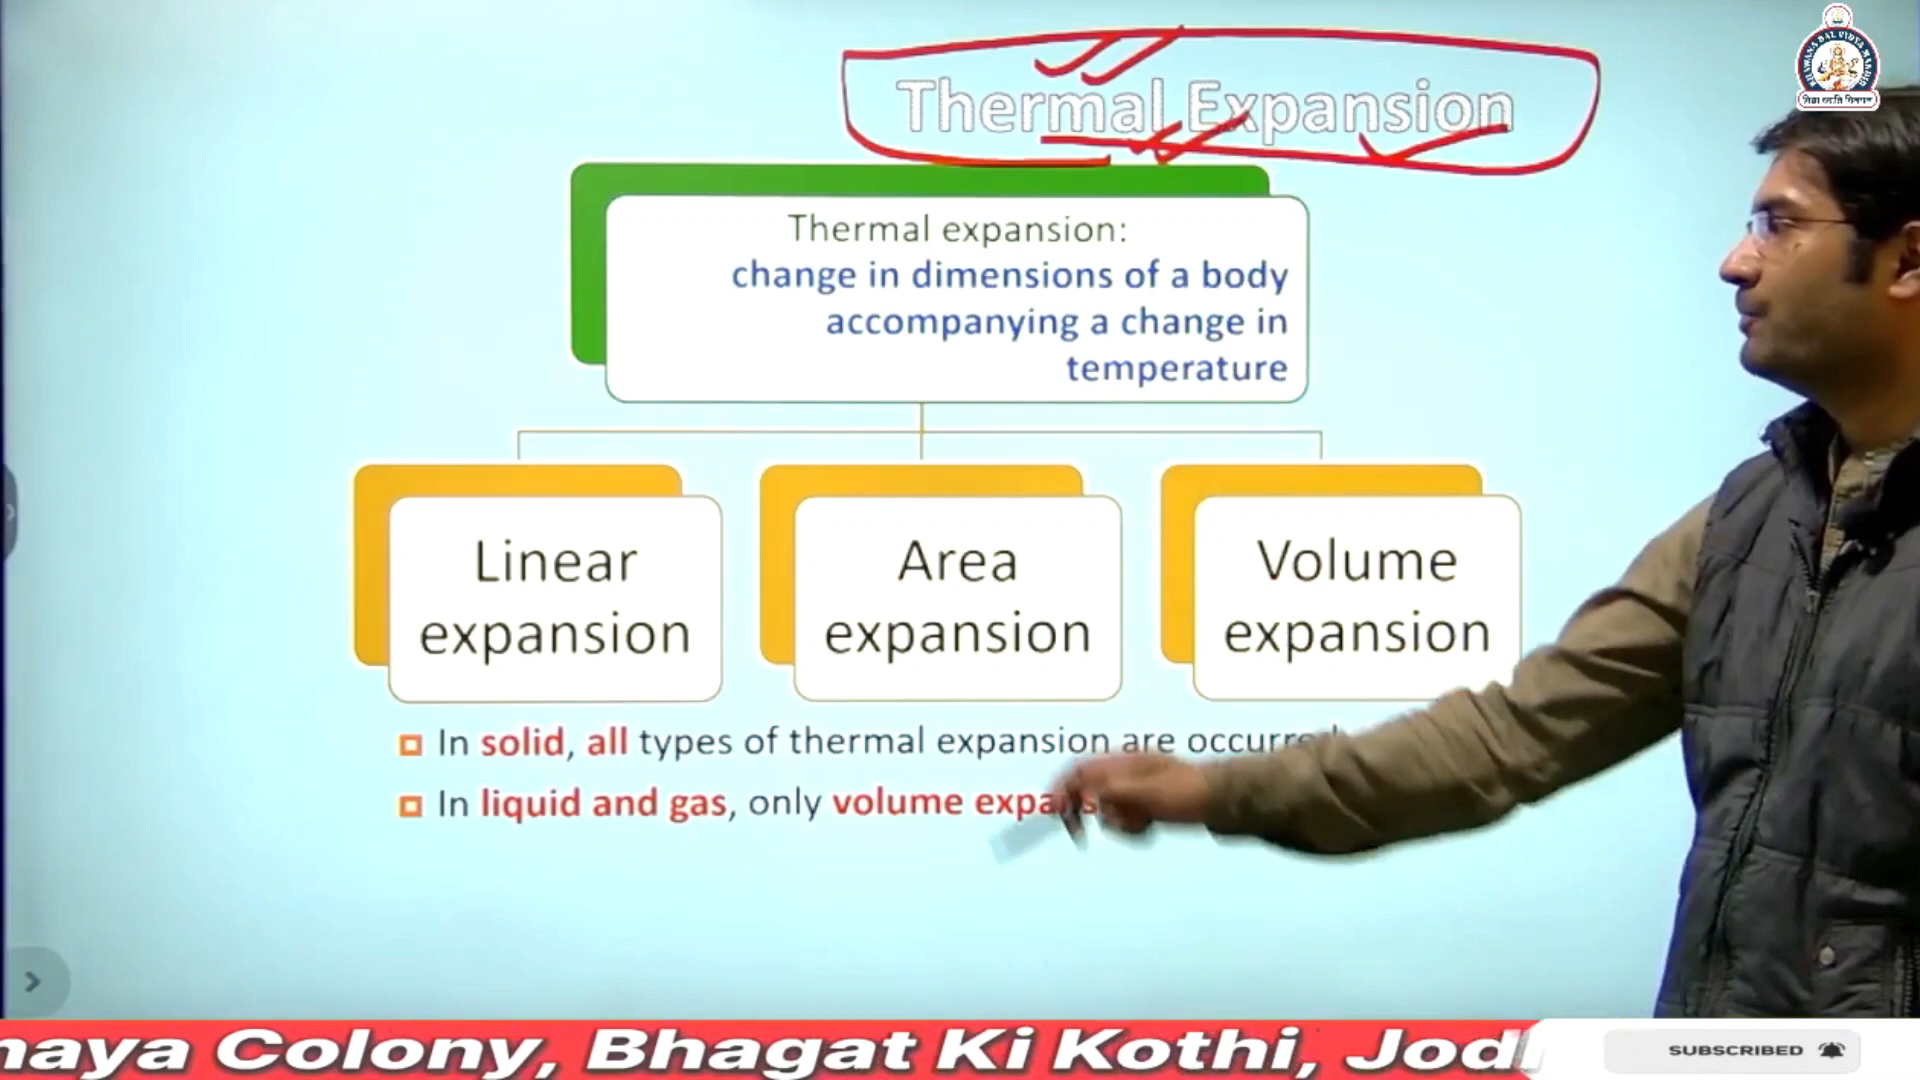 Thermal Expansion
Thermal expansion:
change in dimensions of a body
accompanying a change in
temperature
Linear
expansion
Area
expansion
Volume
expansion
In solid, all types of thermal expansion are
In liquid and gas, only volume
Colony, Bhagat Ki Kothi,
SUBSCRIBED